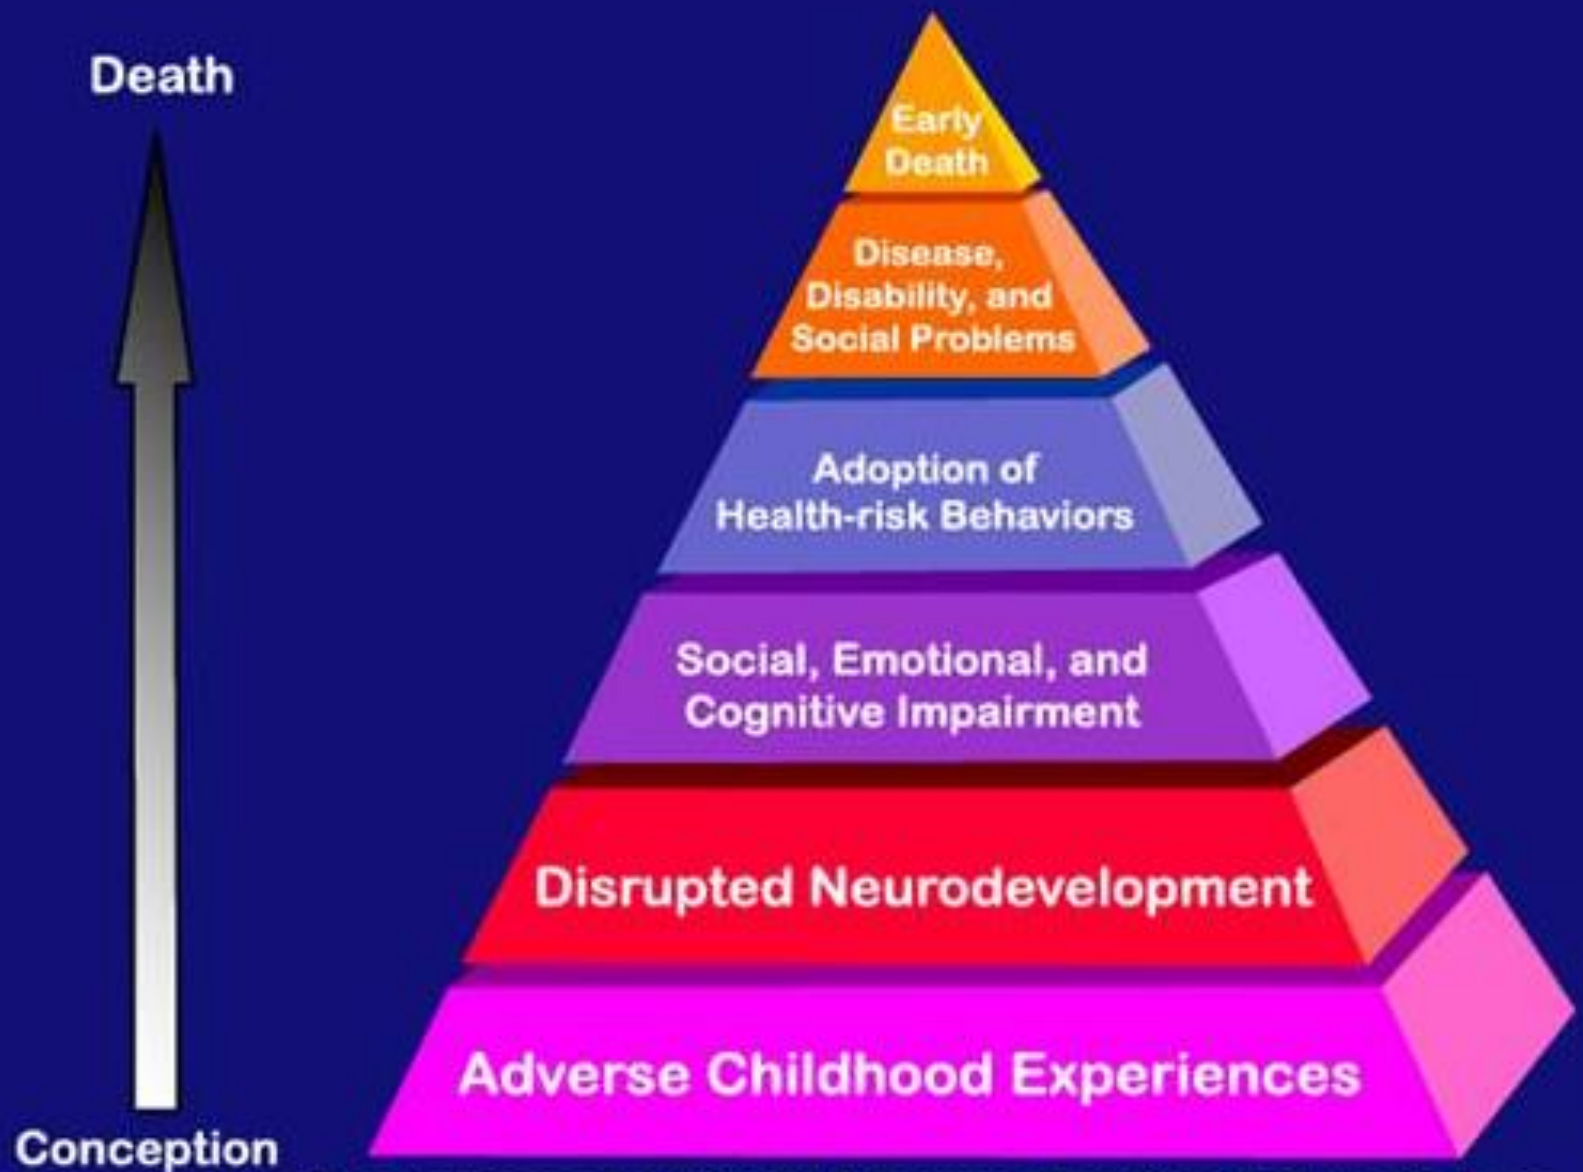 Death
Early
Death
Disease,
Disability, and
Social Problems
Adoption of
Health-risk Behaviors
Social, Emotional, and
Cognitive Impairment
Disrupted Neurodevelopment
Adverse Childhood Experiences
Conception